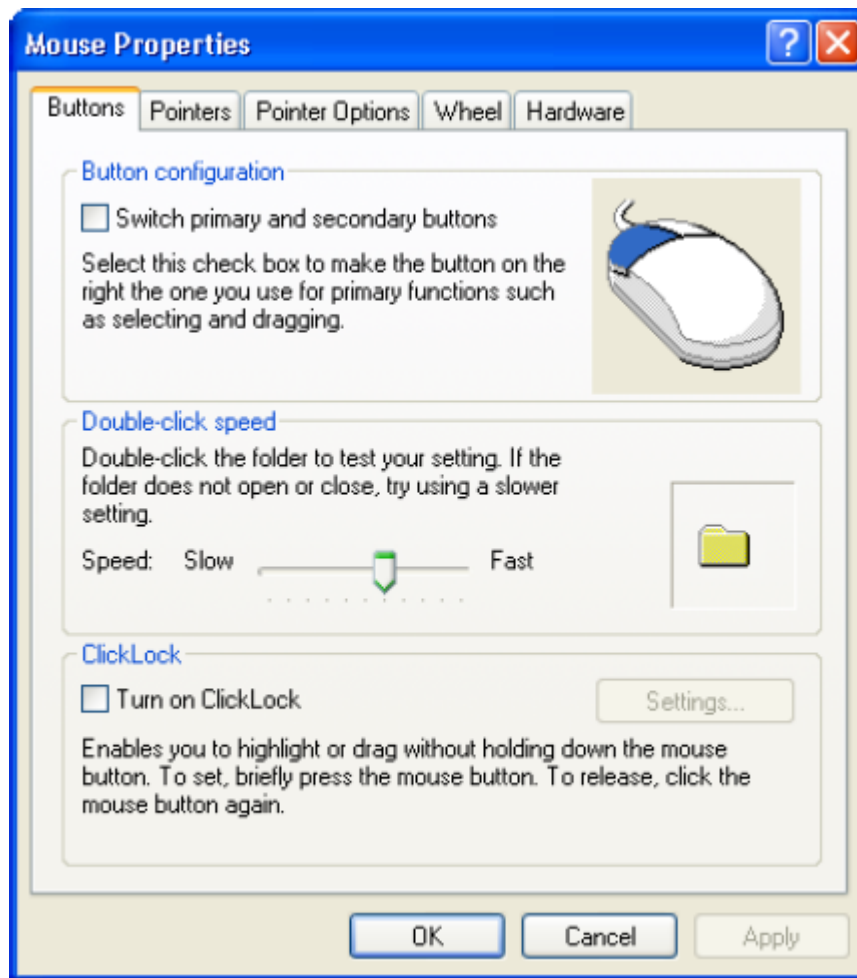 Mouse Properties
Buttons Pointers Pointer Options Wheel Hardware
Button configuration
Switch primary and secondary buttons
Select this check box to make the button on the
right the one you use for primary functions such
as selecting and dragging.
Double-click speed
Double-click the folder to test your setting. If the
folder does not open or close, try using a slower
setting.
Speed: Slow Fast
ClickLock
Turn on ClickLock Settings...
Enables you to highlight or drag without holding down the mouse
button. To set, briefly press the mouse button. To release, click the
mouse button again.
OK Cancel Apply